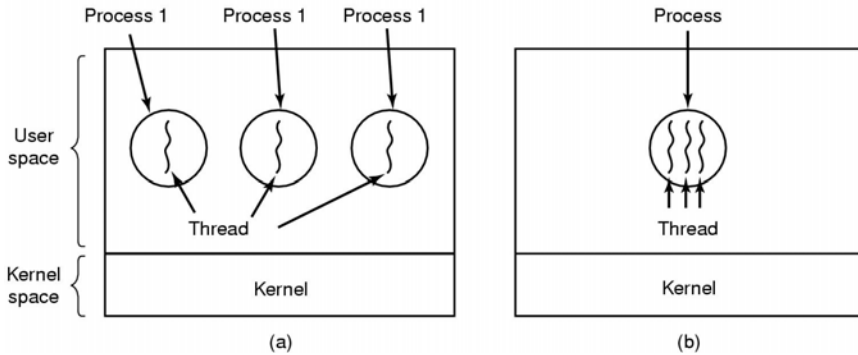 Process 1 Process 1 Process 1
Process
User
space
Thread
Thread
Kernel
space
Kernel
Kernel
(a)
(b)